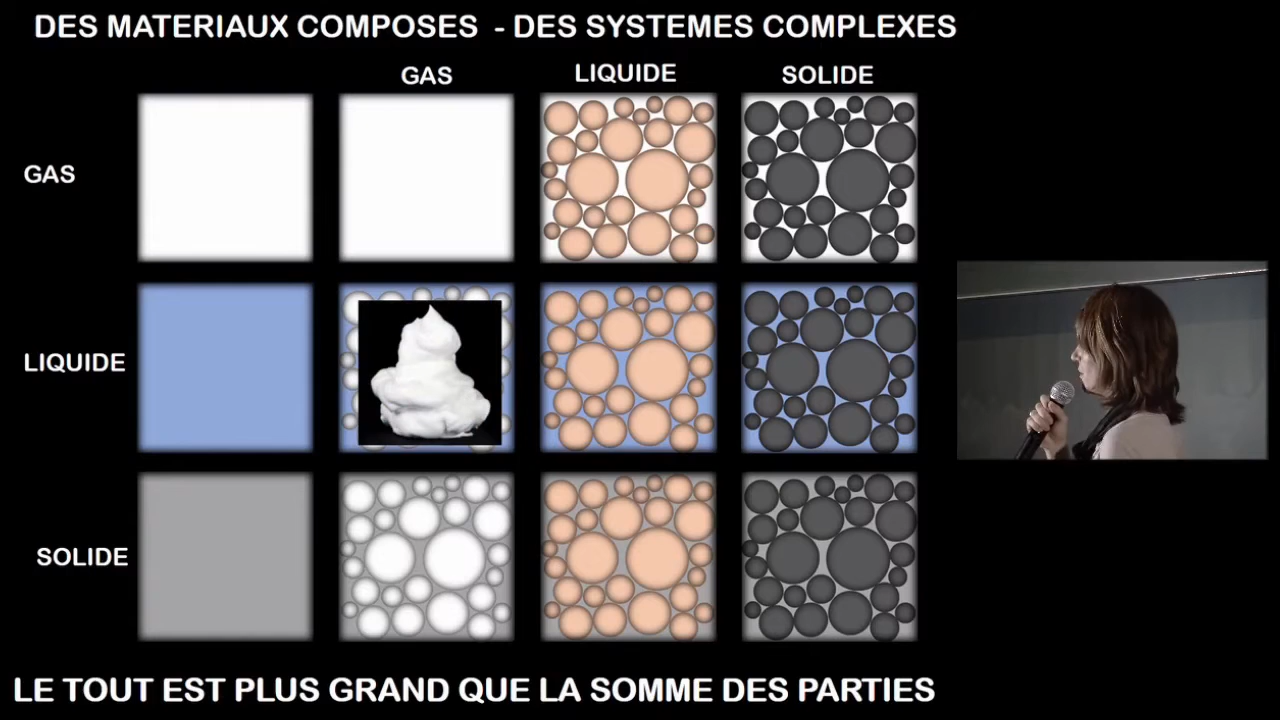 DES MATERIAUX COMPOSES - DES SYSTEMES COMPLEXES
GAS LIQUIDE SOLIDE
GAS
LIQUIDE
SOLIDE
LE TOUT EST PLUS GRAND QUE LA SOMME DES PARTIES